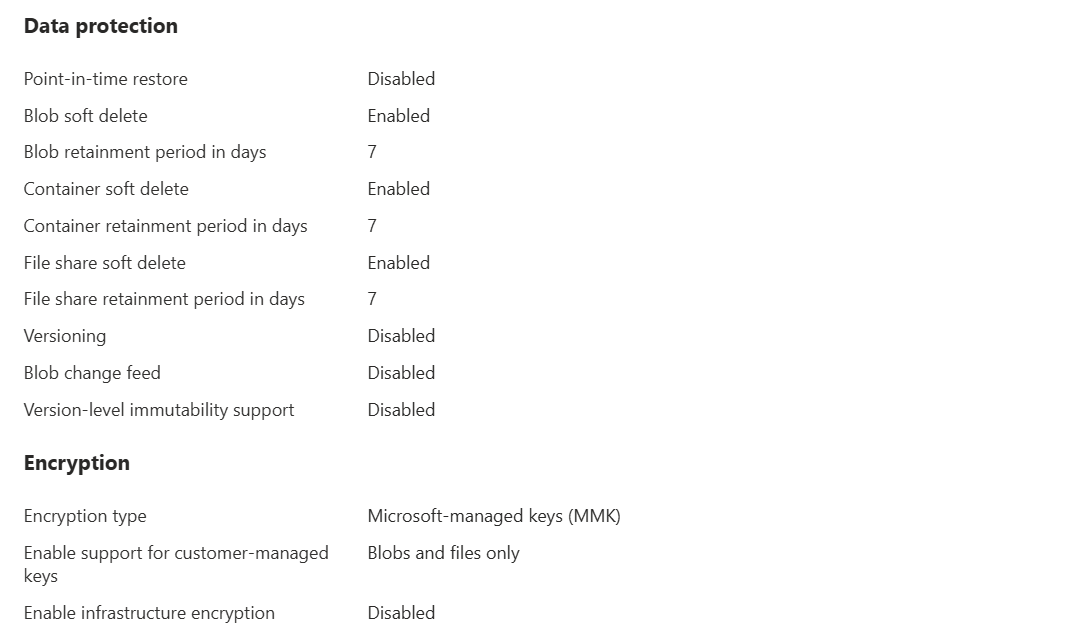 Data protection
Point-in-time restore Disabled
Blob soft delete Enabled
Blob retainment period in days 7
Container soft delete Enabled
Container retainment period in days 7
File share soft delete Enabled
File share retainment period in days 7
Versioning Disabled
Blob change feed Disabled
Version-level immutability support Disabled
Encryption
Encryption type Microsoft-managed keys (MMK)
Enable support for customer-managed Blobs and files only
keys
Enable infrastructure encryption Disabled